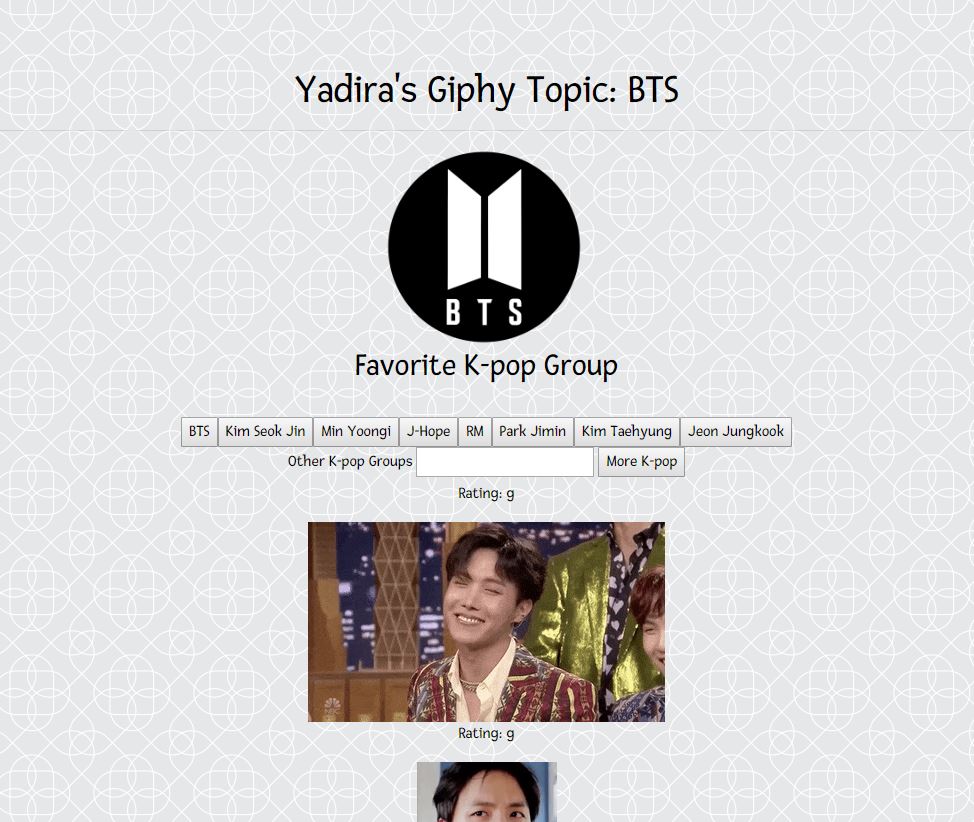 Yadira's Giphy Topic: BTS
BTS
Favorite K-pop Group
BTS Kim Seok Jin Min Yoongi J-Hope RM Park Jimin Kim Taehyung Jeon Jungkook
Other K-pop Groups More K-pop
Rating: g
NBC
Rating: g